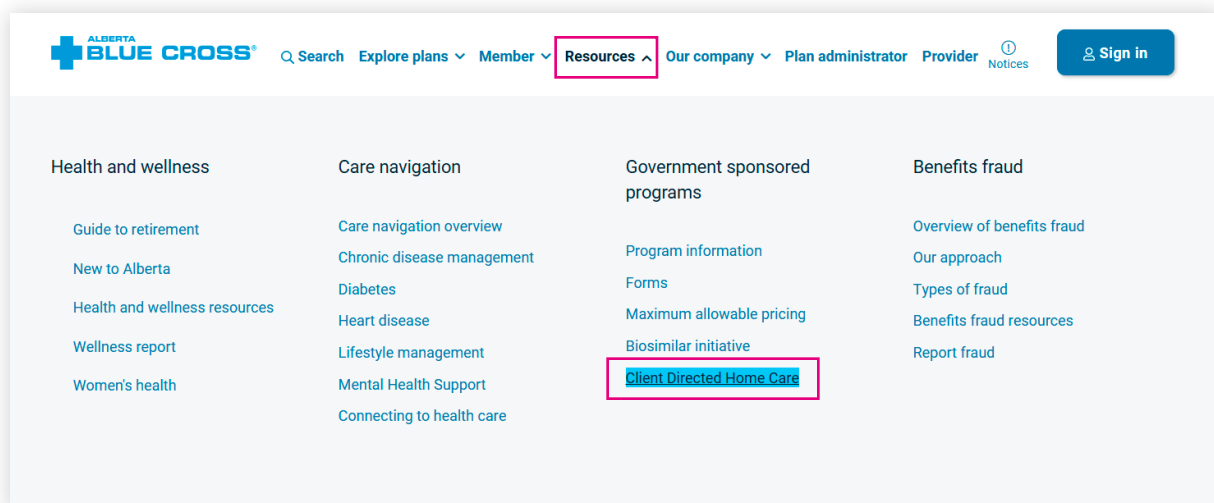 ALBERTA
BLUE CROSS®
Search Explore plans Member Resources Our company Plan administrator Provider Notices Sign in
Health and wellness
Guide to retirement
New to Alberta
Health and wellness resources
Wellness report
Women's health
Care navigation
Care navigation overview
Chronic disease management
Diabetes
Heart disease
Lifestyle management
Mental Health Support
Connecting to health care
Government sponsored
programs
Program information
Forms
Maximum allowable pricing
Biosimilar initiative
Client Directed Home Care
Benefits fraud
Overview of benefits fraud
Our approach
Types of fraud
Benefits fraud resources
Report fraud